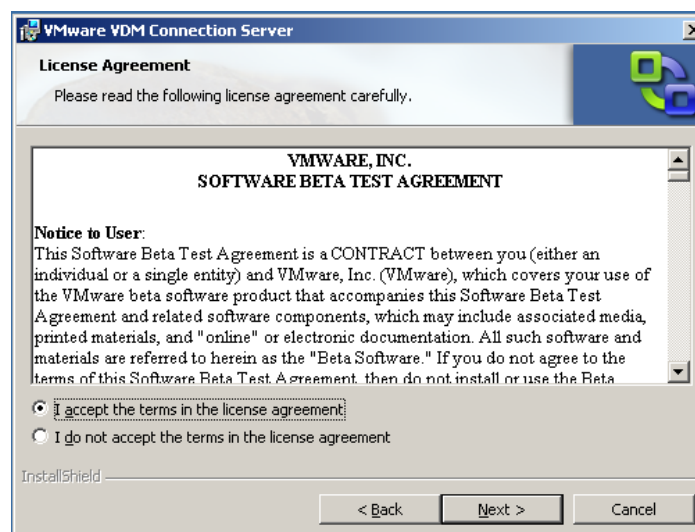 VMware VDM Connection Server
License Agreement
Please read the following license agreement carefully.
VMWARE, INC.
SOFTWARE BETA TEST AGREEMENT
Notice to User:
This Software Beta Test Agreement is a CONTRACT between you (either an
individual or a single entity) and VMware, Inc. (VMware), which covers your use of
the VMware beta software product that accompanies this Software Beta Test
Agreement and related software components, which may include associated media,
printed materials, and "online" or electronic documentation. All such software and
materials are referred to herein as the "Beta Software." If you do not agree to the
terms of this Software Beta Test Agreement, then do not install or use the Beta
I accept the terms in the license agreement
I do not accept the terms in the license agreement
InstallShield
< Back
Next >
Cancel